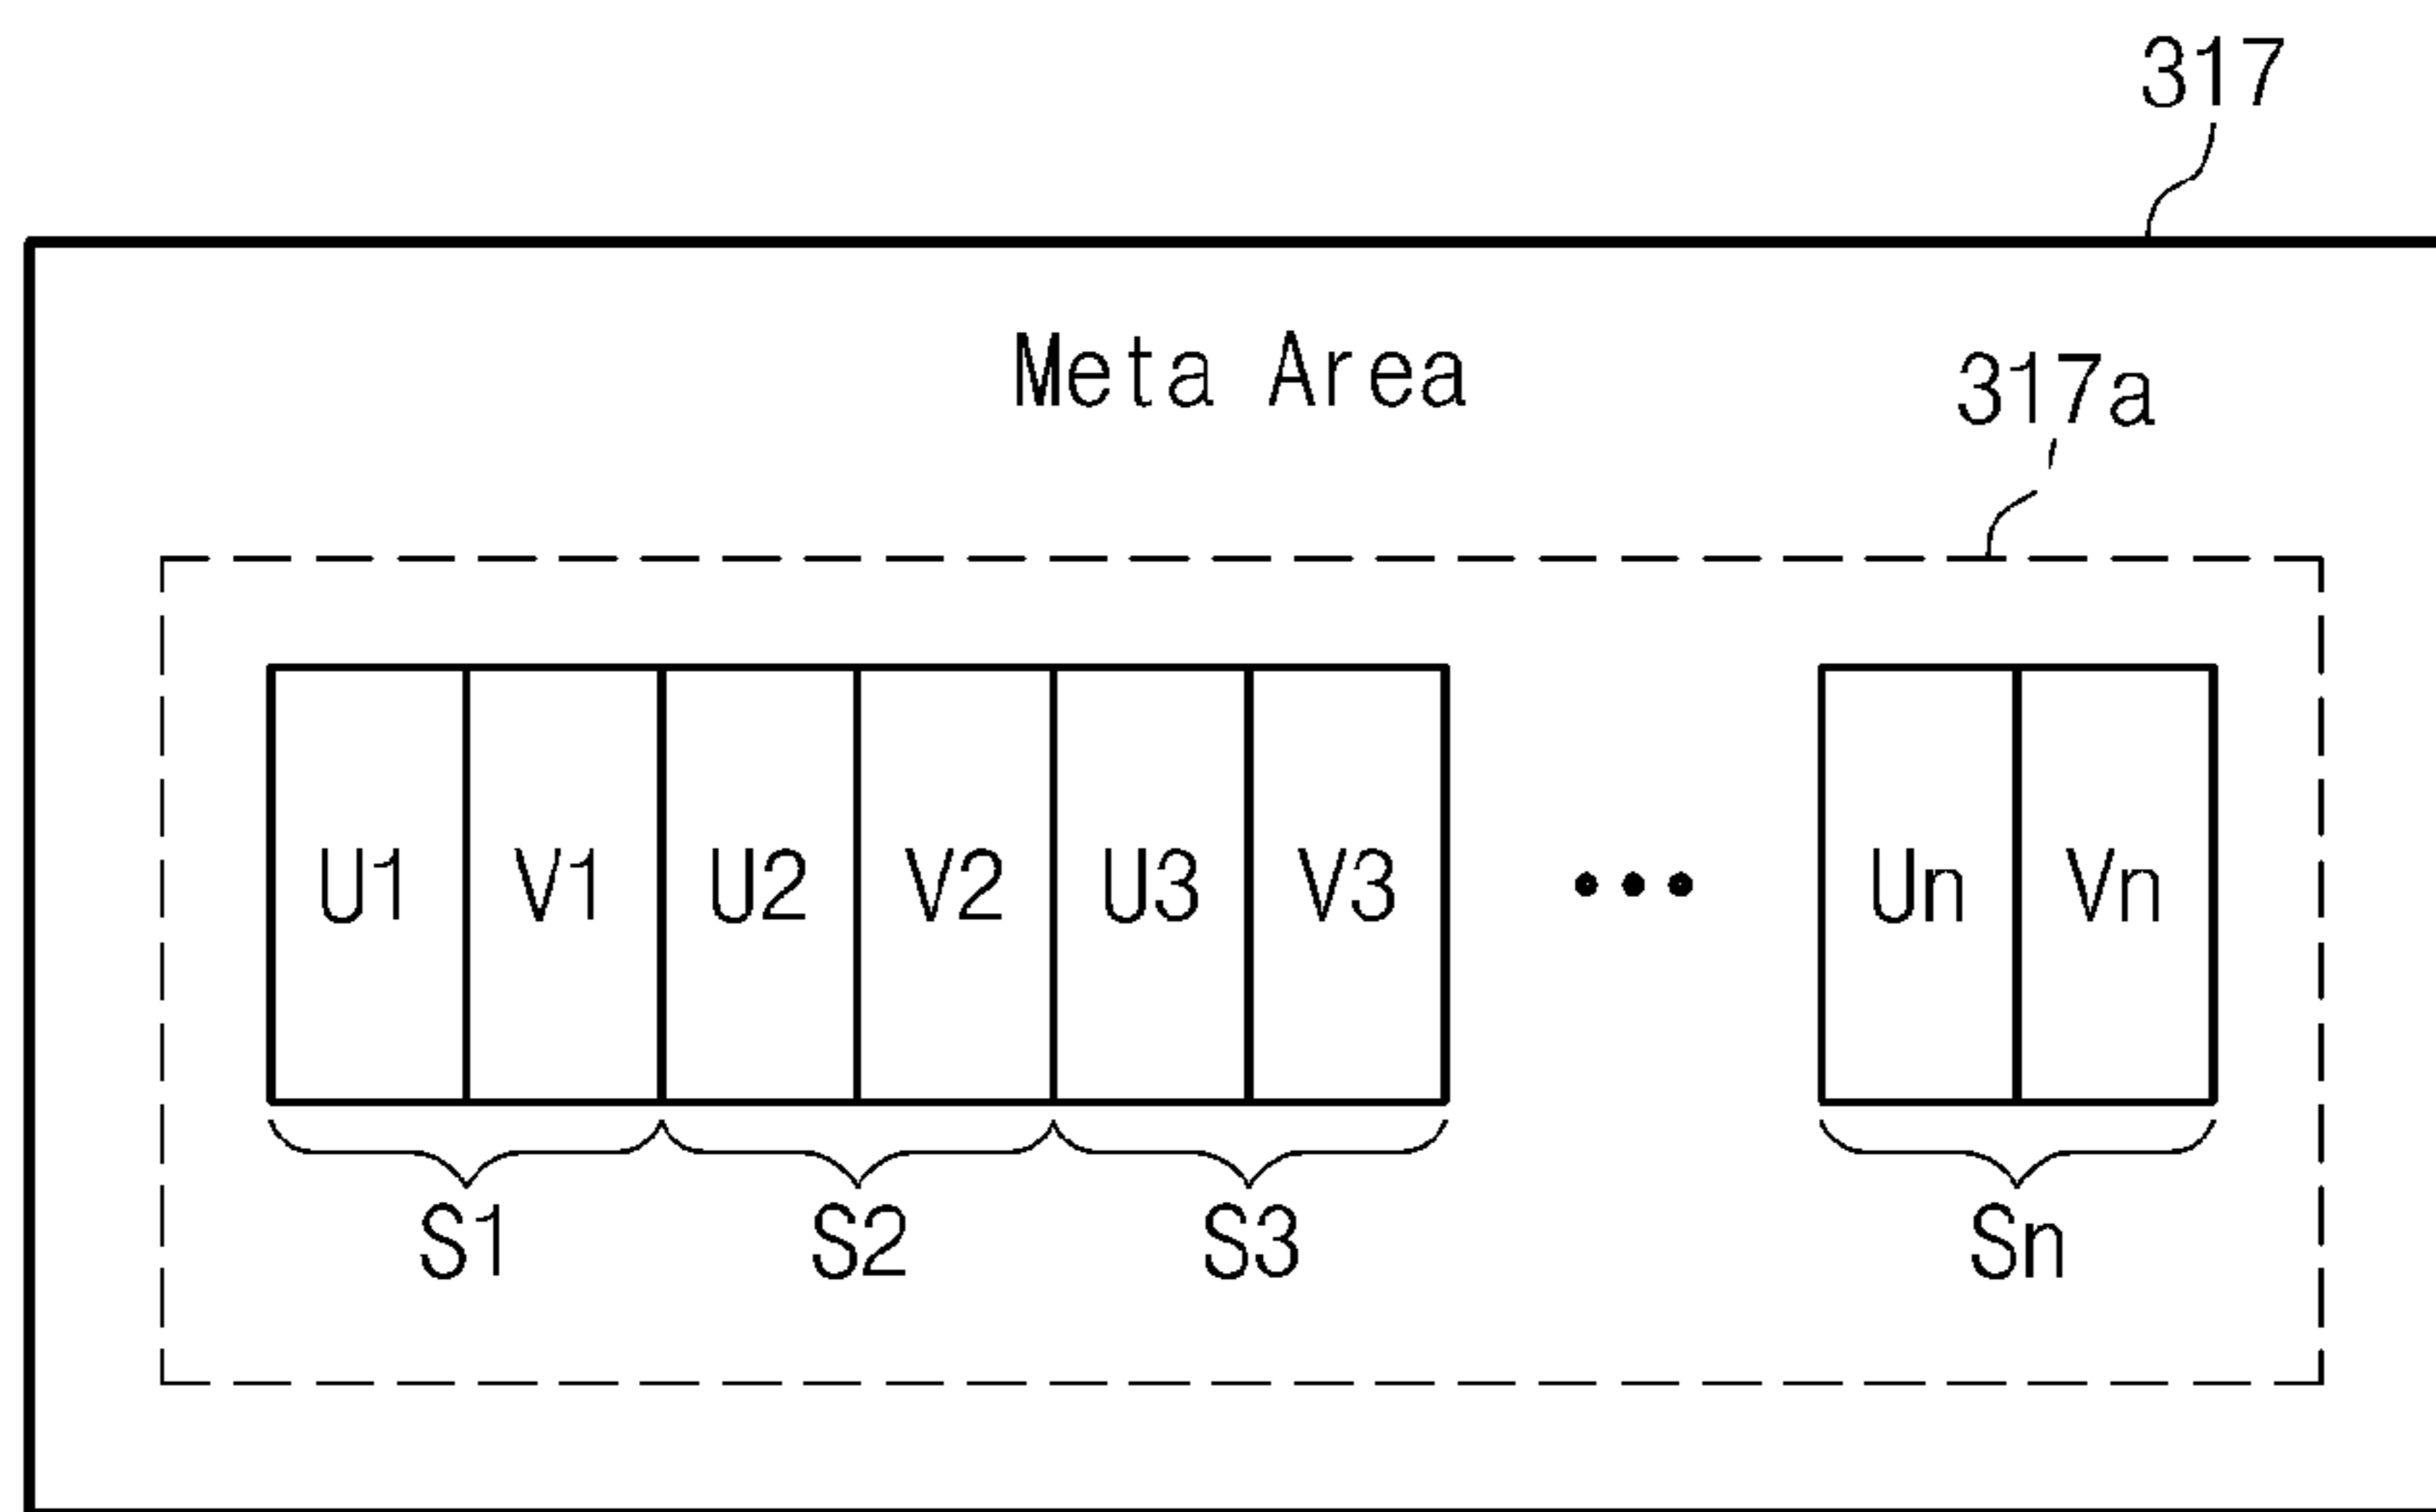 317
Meta Area
317a
U1 V1 U2 V2 U3 V3 ••• Un Vn
S1 S2 S3 Sn